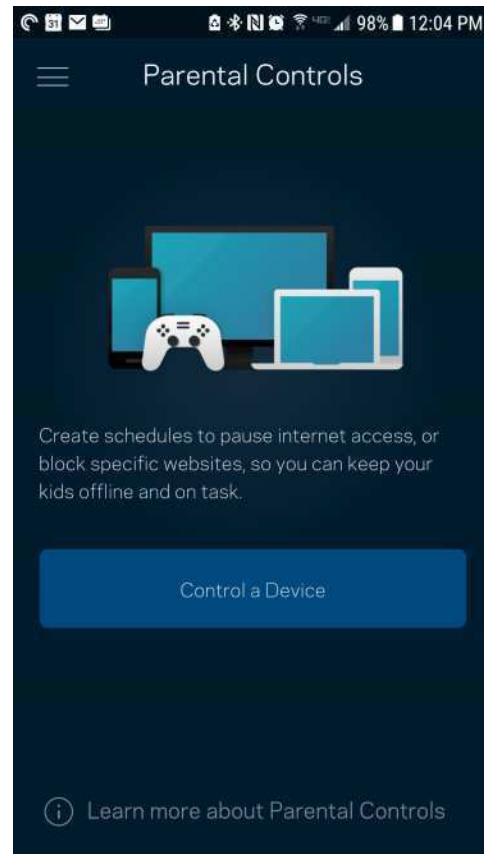 31 98% 12:04 PM
Parental Controls
Create schedules to pause internet access, or
block specific websites, so you can keep your
kids offline and on task.
Control a Device
Learn more about Parental Controls